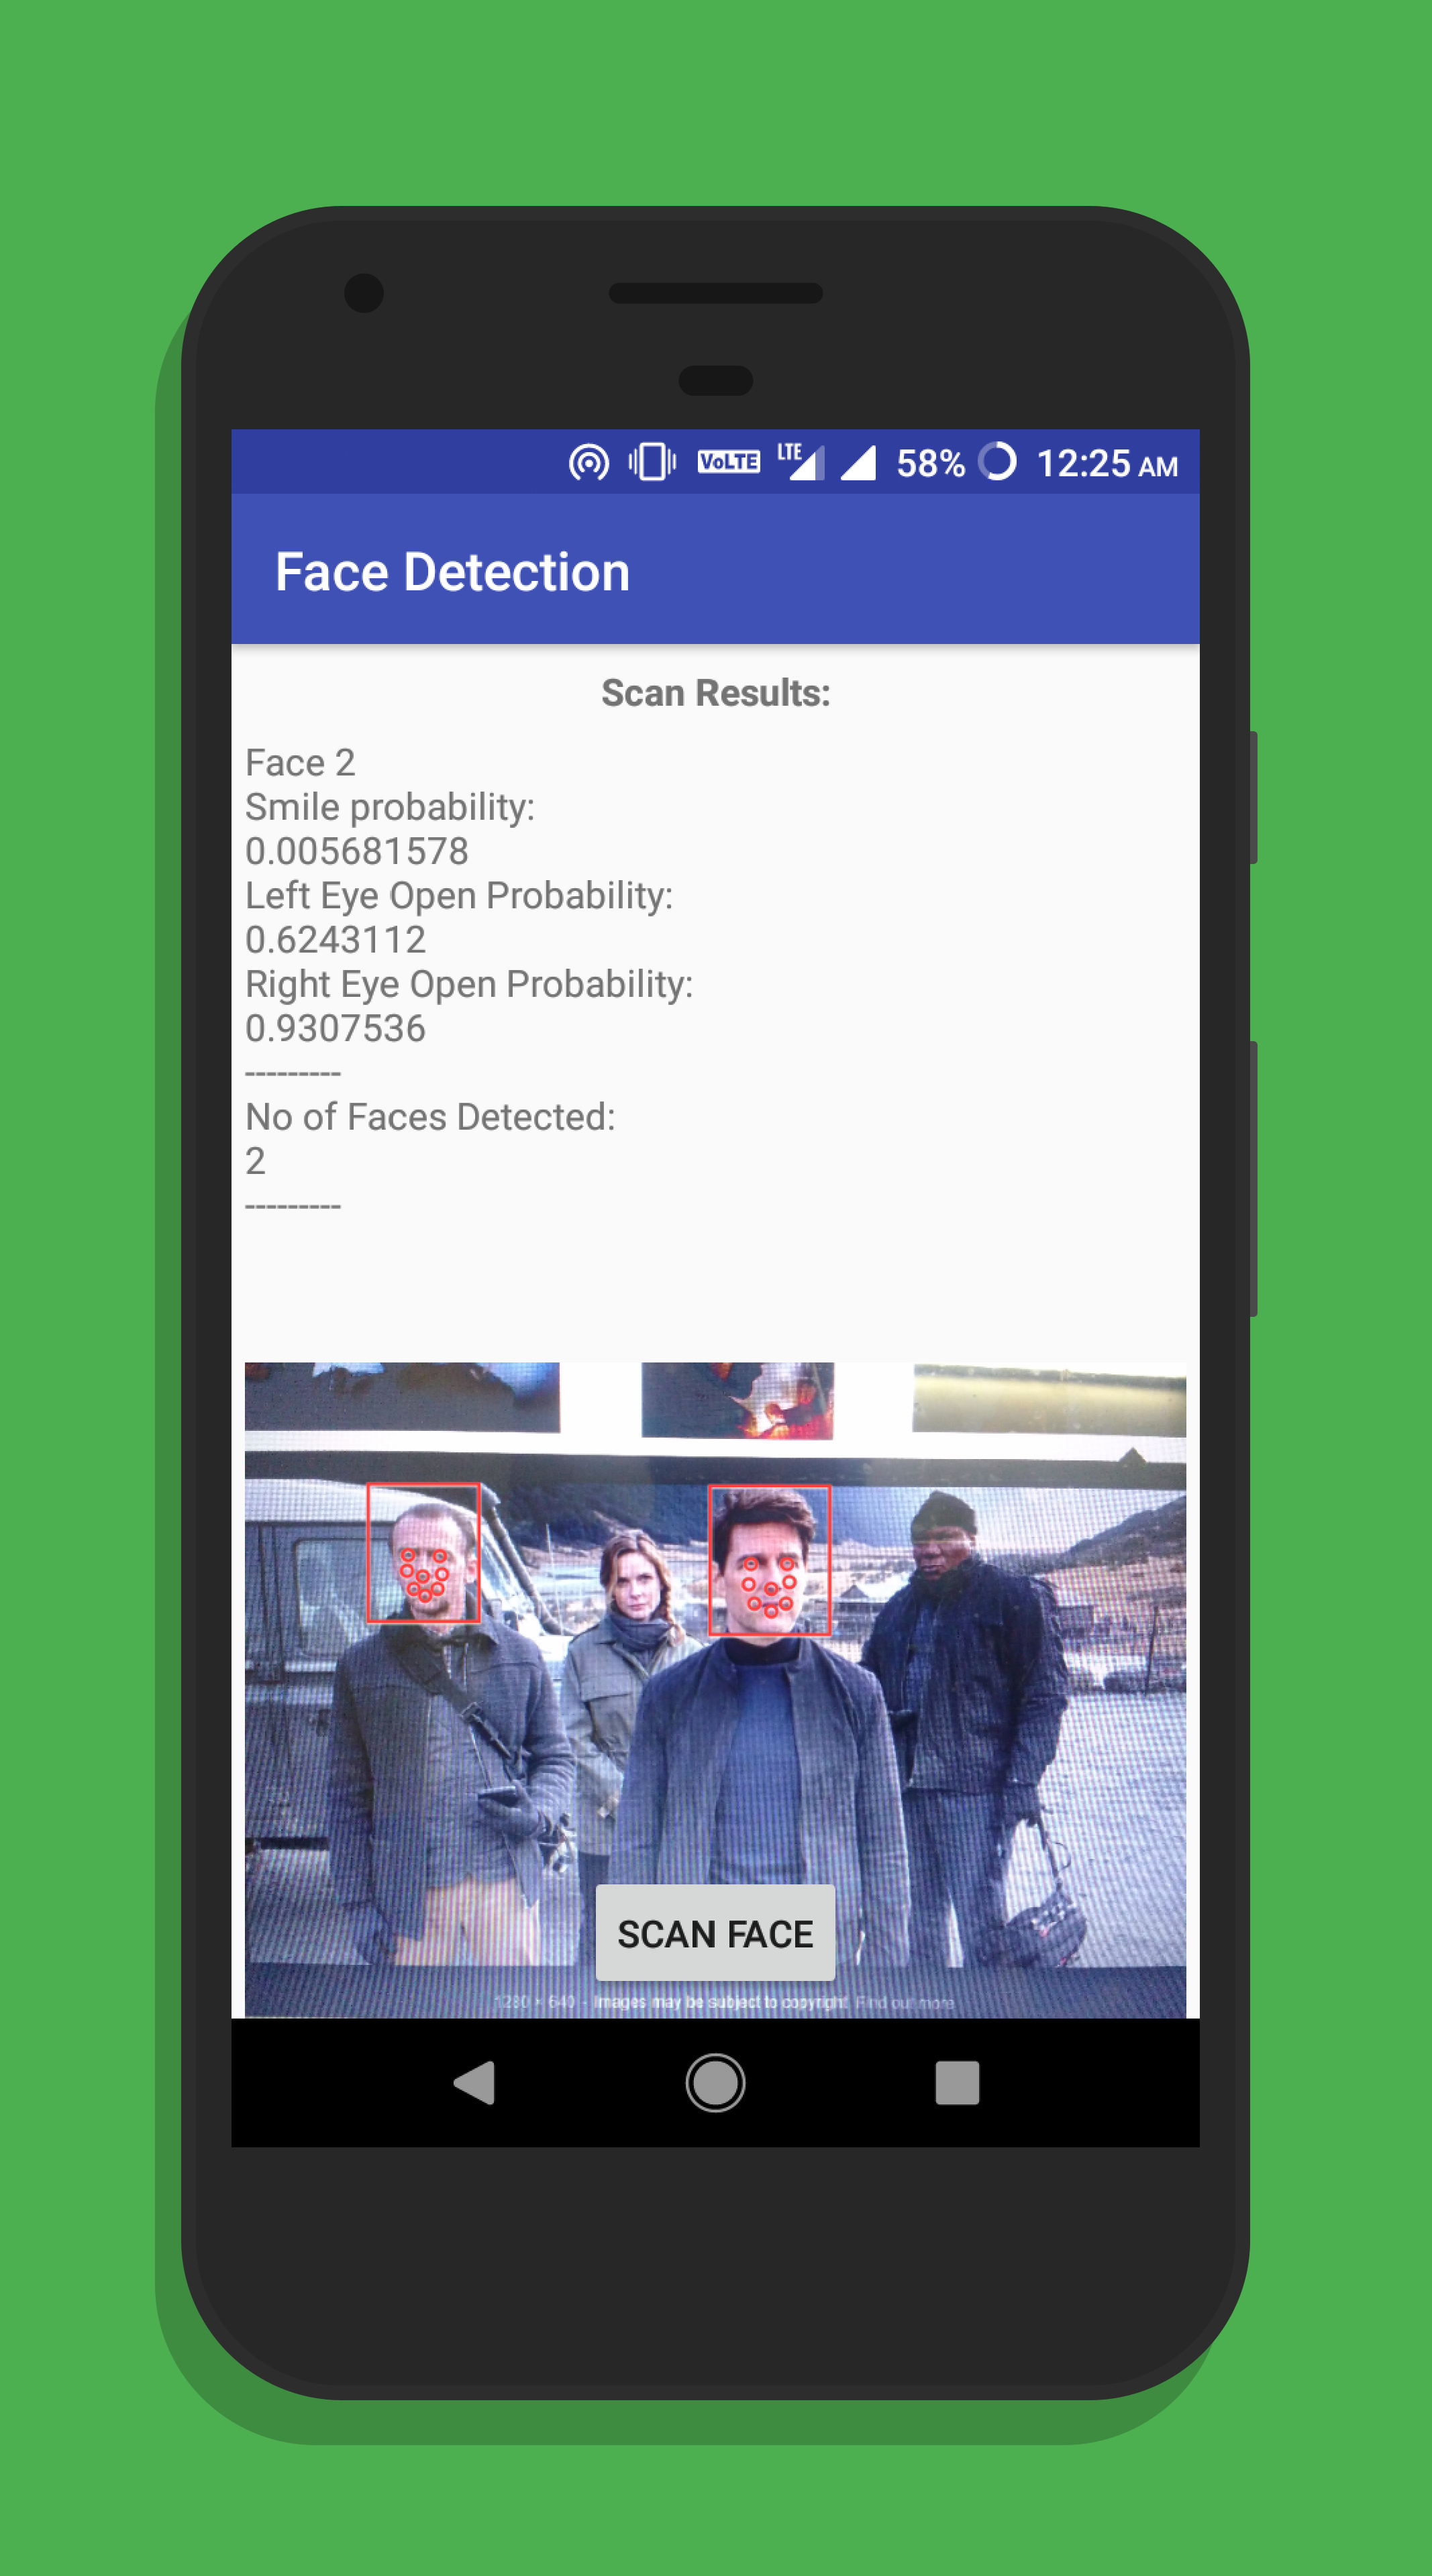 VoLTE LTE 58% 12:25 AM
Face Detection
Scan Results:
Face 2
Smile probability:
0.005681578
Left Eye Open Probability:
0.6243112
Right Eye Open Probability:
0.9307536
---------
No of Faces Detected:
2
---------
SCAN FACE
1280 × 640 - Images may be subject to copyright Find out more